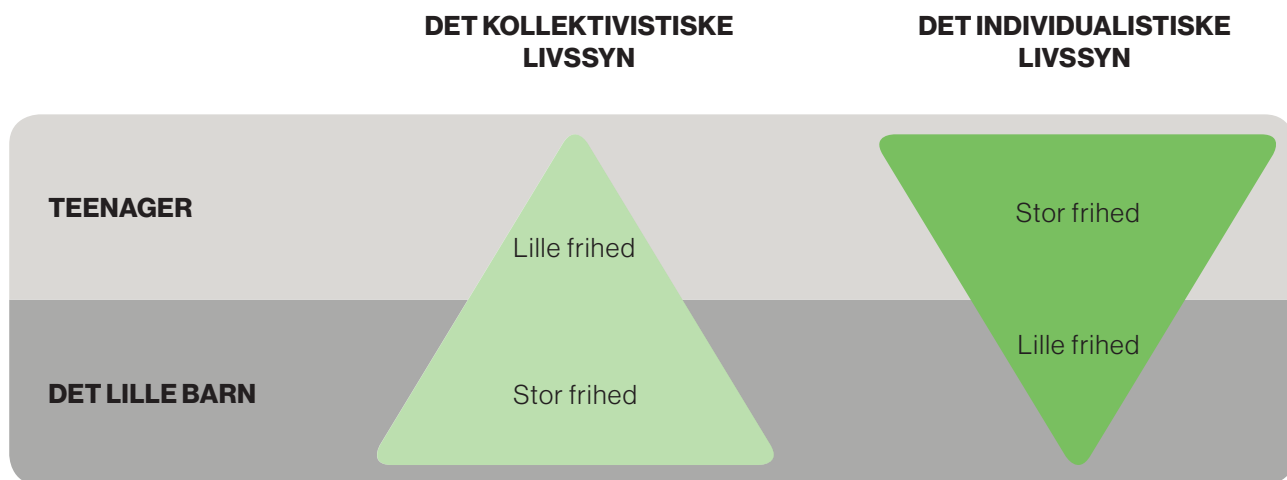 DET KOLLEKTIVISTISKE
LIVSSYN
DET INDIVIDUALISTISKE
LIVSSYN
TEENAGER
Lille frihed
Stor frihed
DET LILLE BARN
Stor frihed
Lille frihed